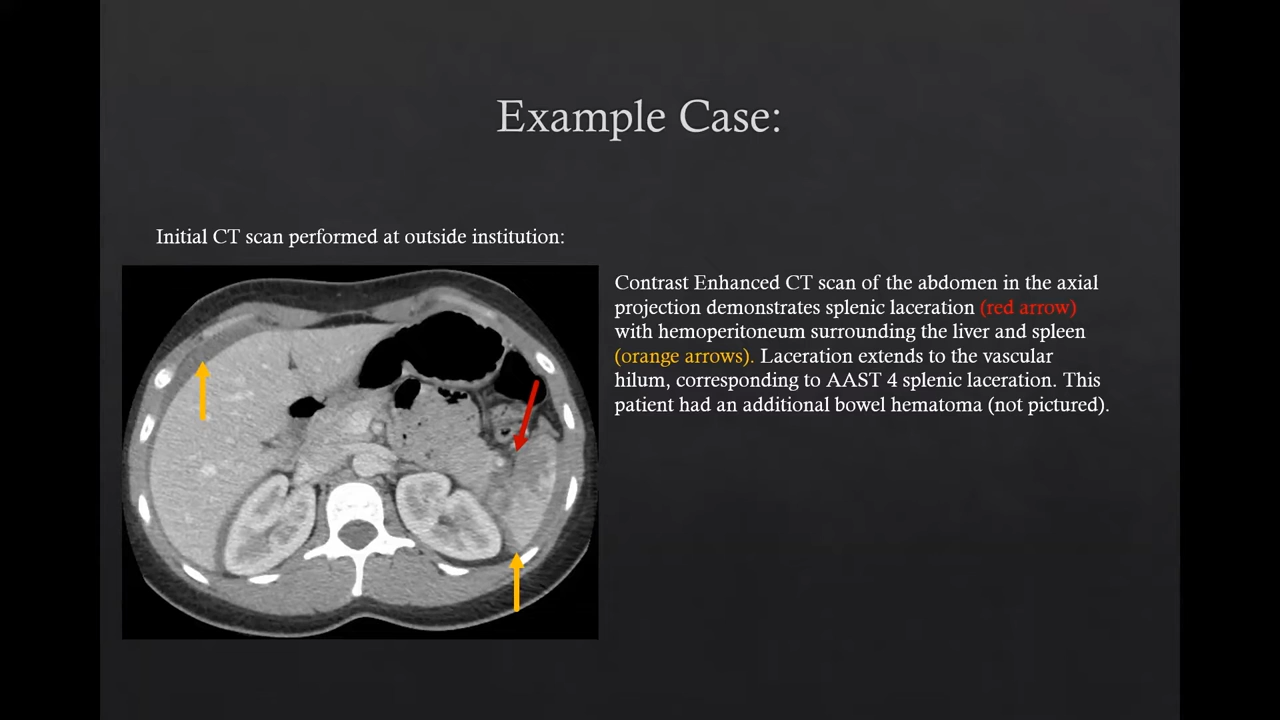 Example Case:
Initial CT scan performed at outside institution:
Contrast Enhanced CT scan of the abdomen in the axial
projection demonstrates splenic laceration (red arrow)
with hemoperitoneum surrounding the liver and spleen
(orange arrows). Laceration extends to the vascular
hilum, corresponding to AAST 4 splenic laceration. This
patient had an additional bowel hematoma (not pictured).